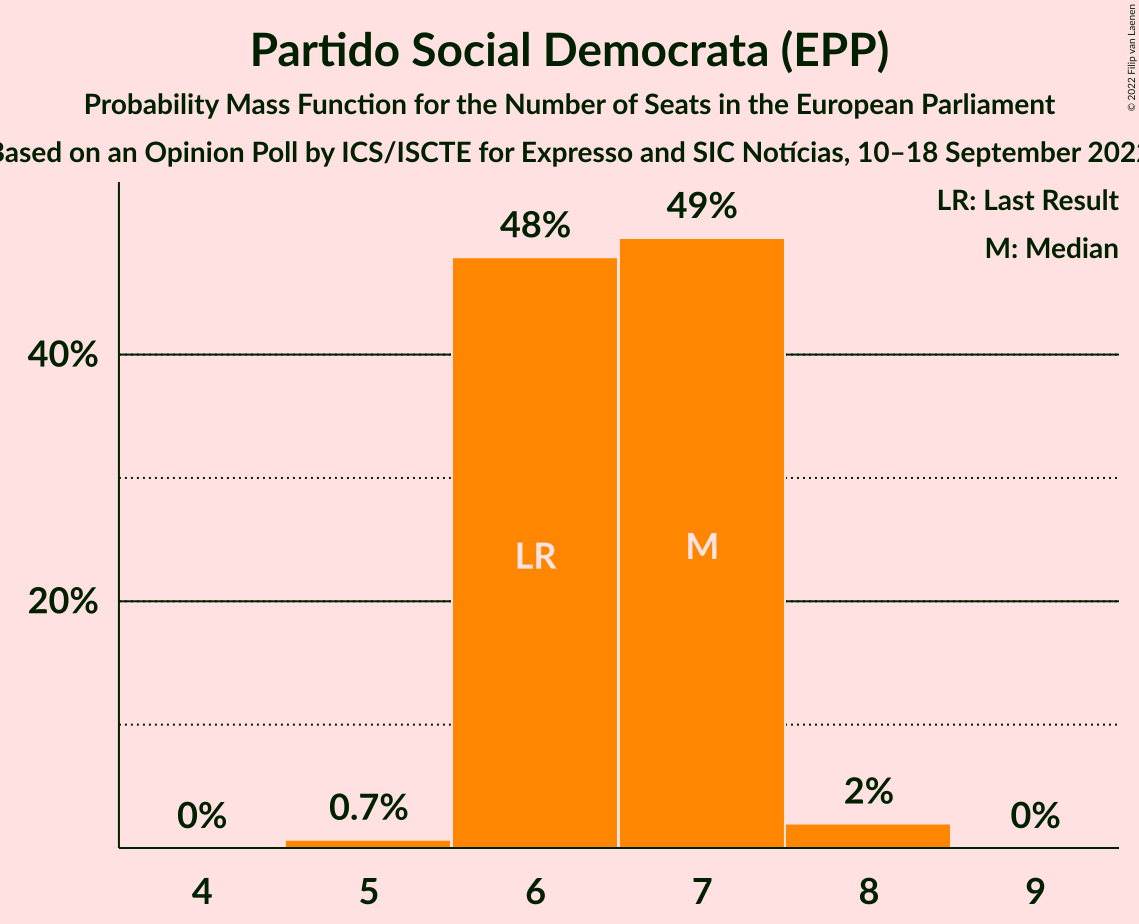 Partido Social Democrata (EPP)
Probability Mass Function for the Number of Seats in the European Parliament
Based on an Opinion Poll by ICS/ISCTE for Expresso and SIC Notícias, 10–18 September 2022
© 2022 Filip van Laenen
LR: Last Result
M: Median
48%
49%
40%
LR
M
20%
0%
0.7%
2%
0%
4 5 6 7 8 9